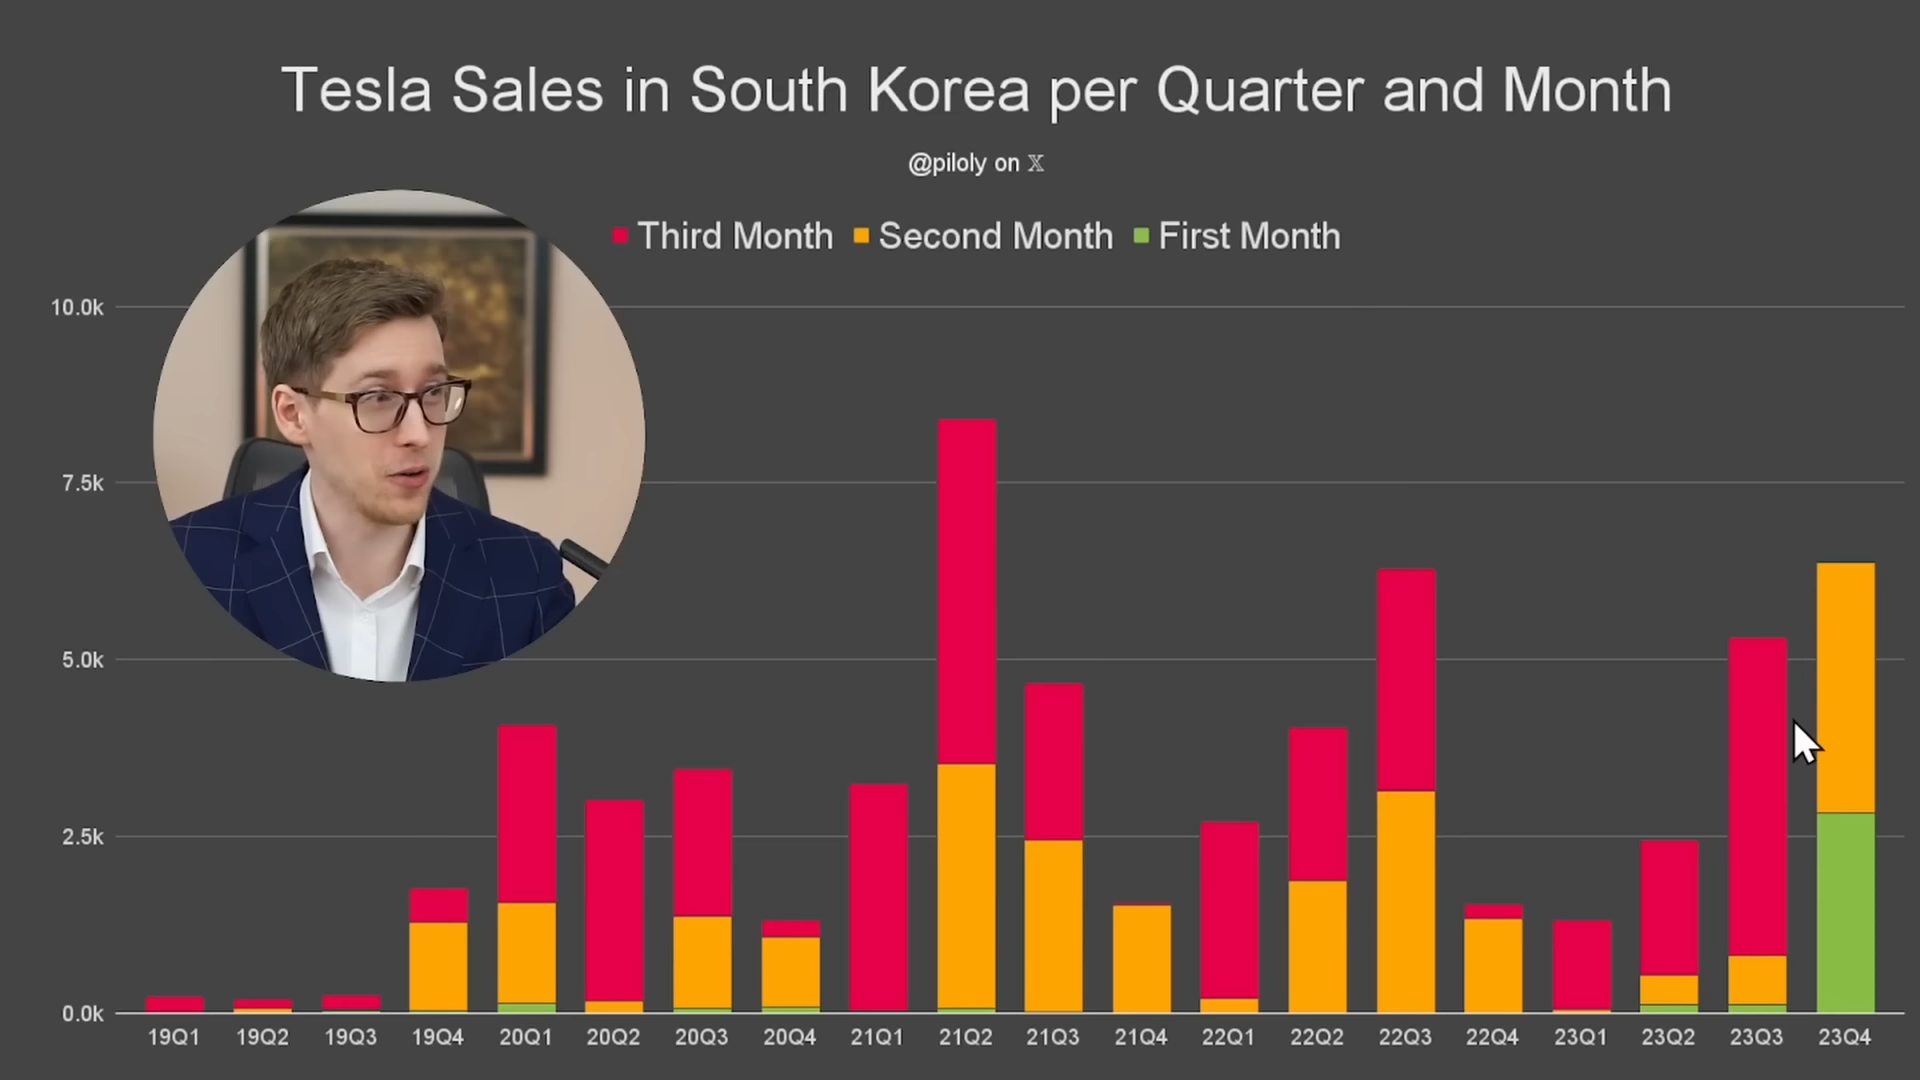 Tesla Sales in South Korea per Quarter and Month
@piloly on 𝕏
Third Month Second Month First Month
10.0k
7.5k
5.0k
2.5k
0.0k
19Q1 19Q2 19Q3 19Q4 20Q1 20Q2 20Q3 20Q4 21Q1 21Q2 21Q3 21Q4 22Q1 22Q2 22Q3 22Q4 23Q1 23Q2 23Q3 23Q4